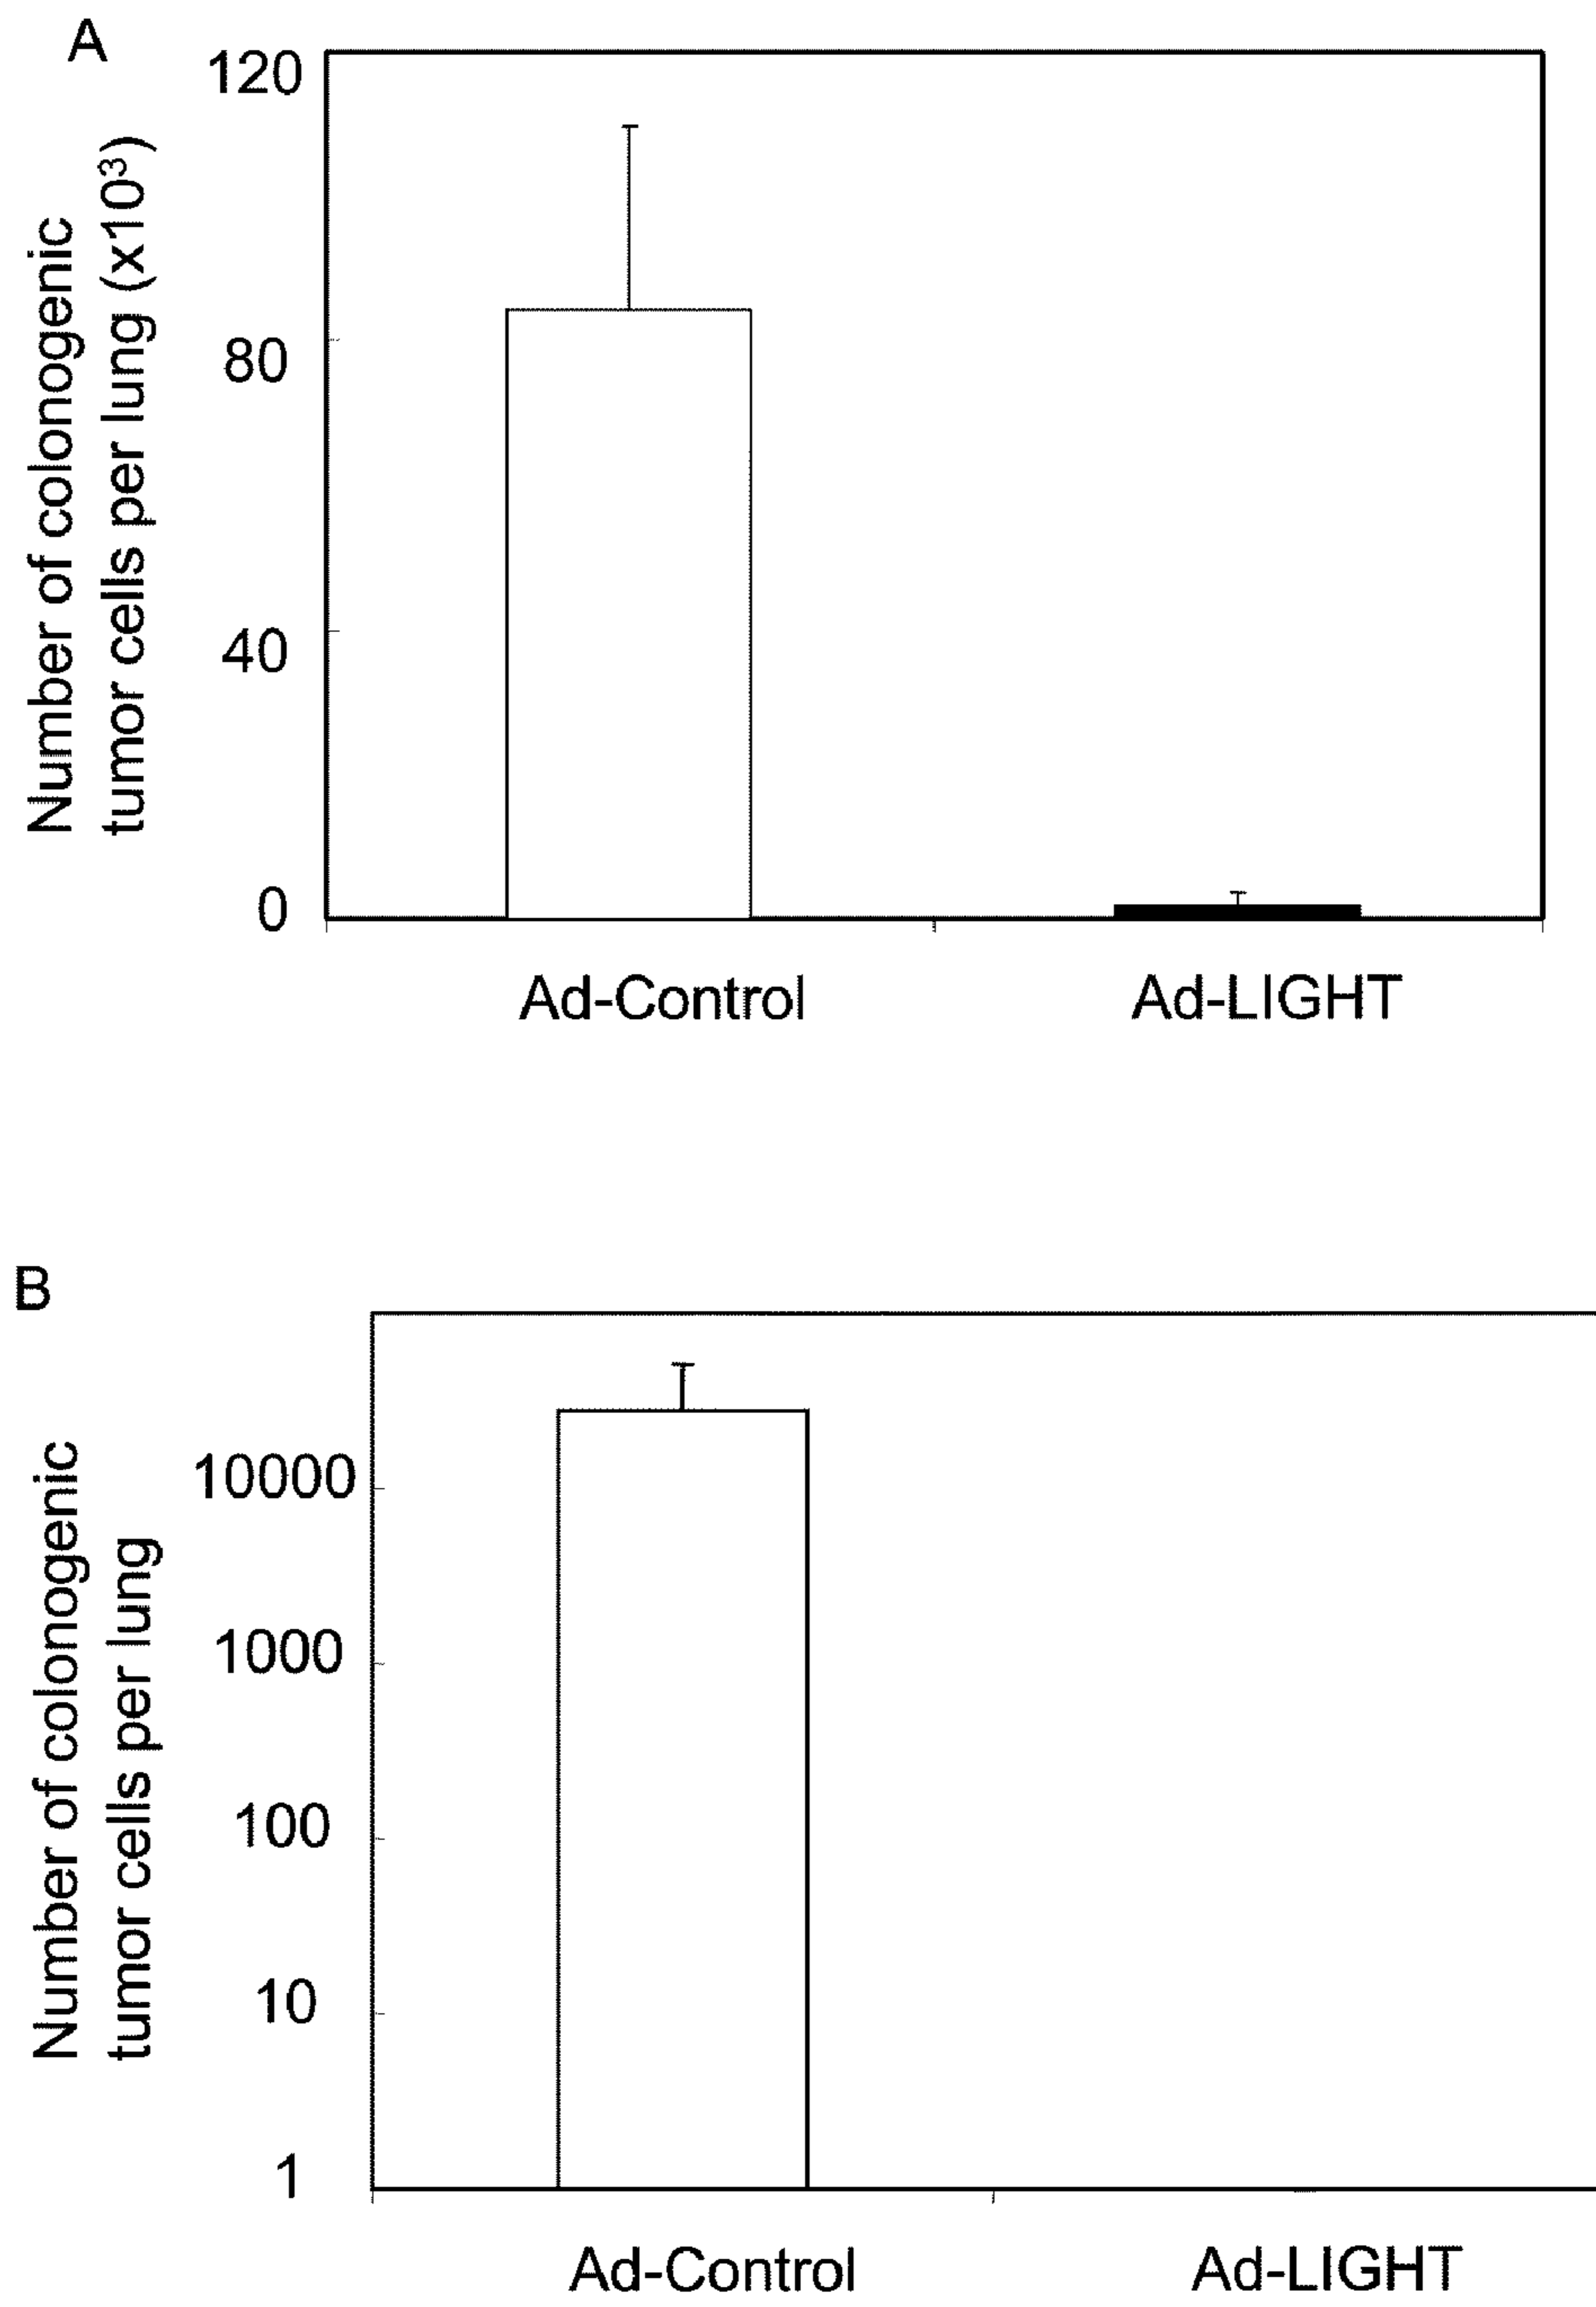 A
120
80
40
0
Number of colonogenic
tumor cells per lung (x10³)
Ad-Control
Ad-LIGHT
B
10000
1000
100
10
1
Number of colonogenic
tumor cells per lung
Ad-Control
Ad-LIGHT